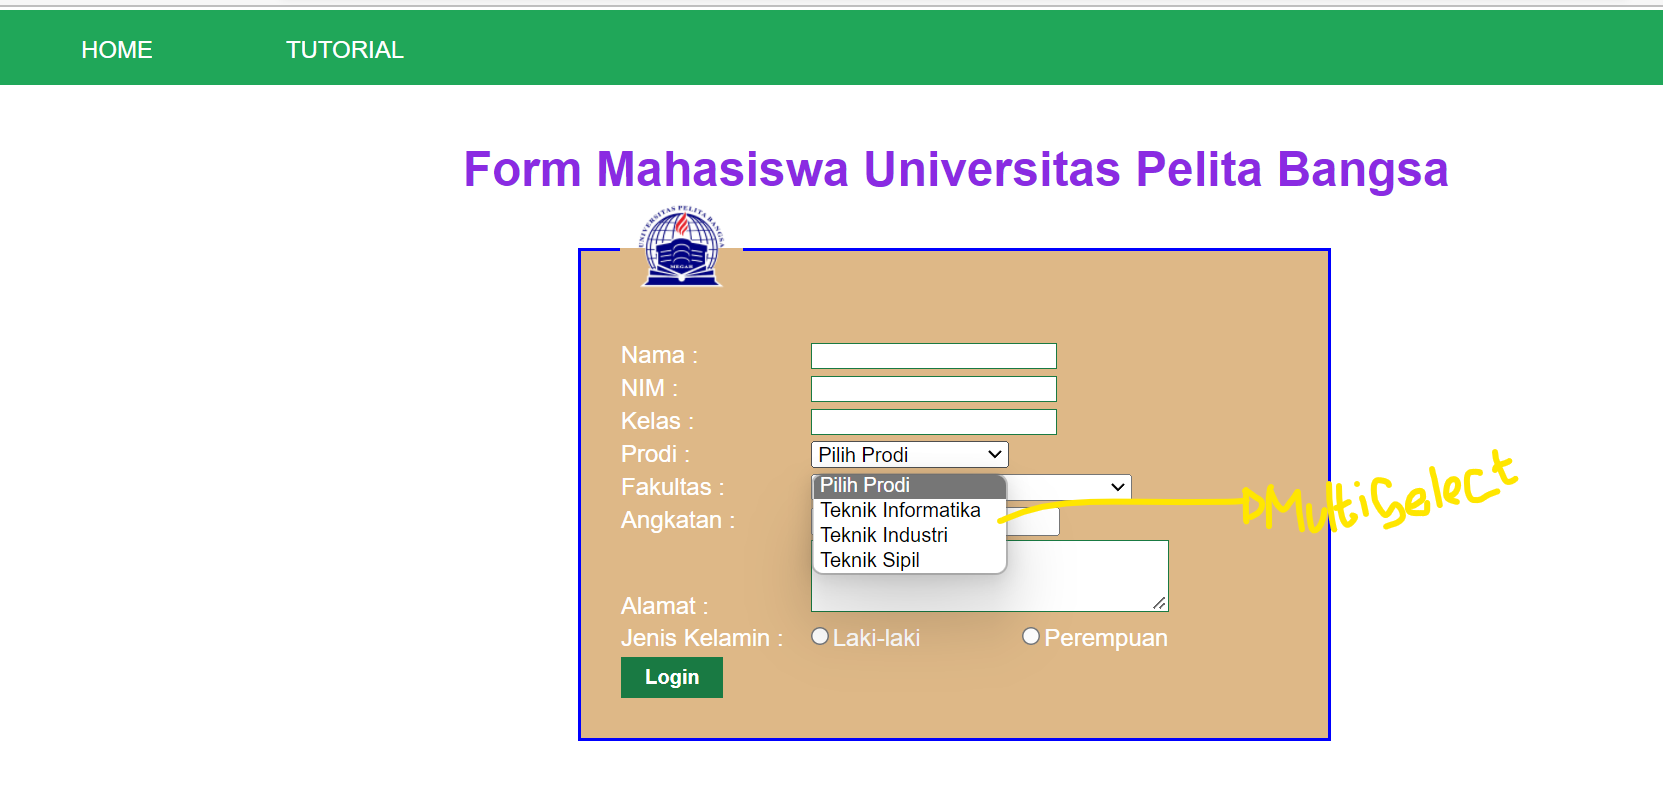 HOME TUTORIAL
Form Mahasiswa Universitas Pelita Bangsa
UNIVERSITAS PELITA BANGSA
Nama :
NIM :
Kelas :
Prodi : Pilih Prodi
Pilih Prodi
Fakultas :
Teknik Informatika
Angkatan :
Teknik Industri
Teknik Sipil
MultiSelect
Alamat :
Jenis Kelamin : Laki-laki Perempuan
Login